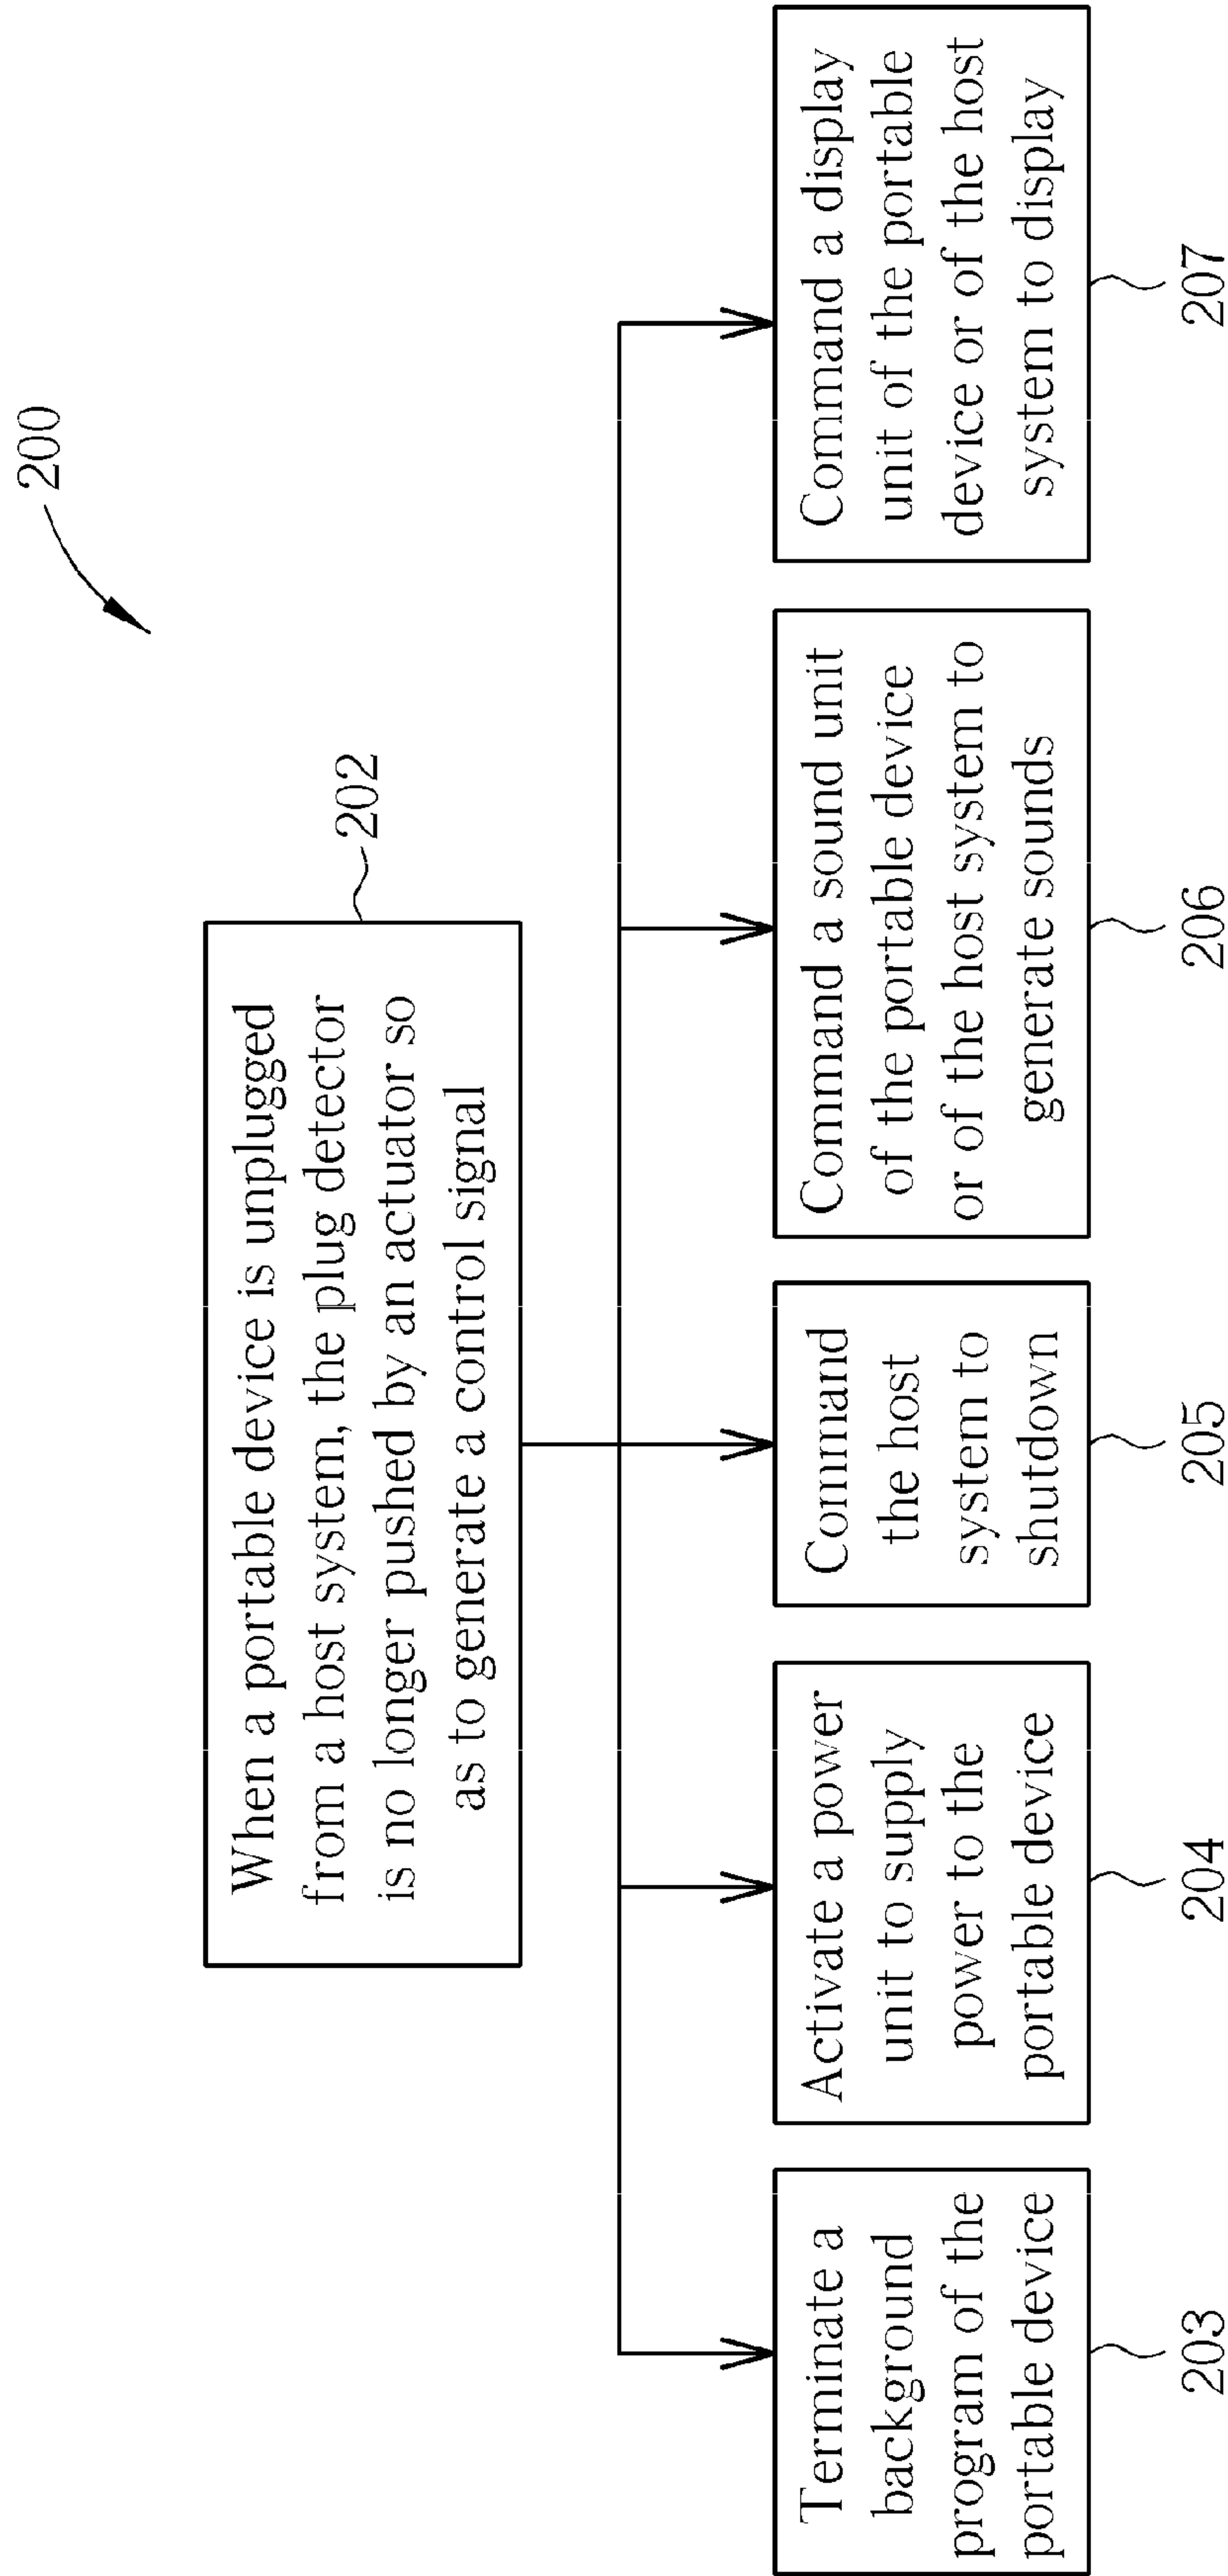 200
202
When a portable device is unplugged
from a host system, the plug detector
is no longer pushed by an actuator so
as to generate a control signal
Terminate a
background
program of the
portable device
203
Activate a power
unit to supply
power to the
portable device
204
Command
the host
system to
shutdown
205
Command a sound unit
of the portable device
or of the host system to
generate sounds
206
Command a display
unit of the portable
device or of the host
system to display
207